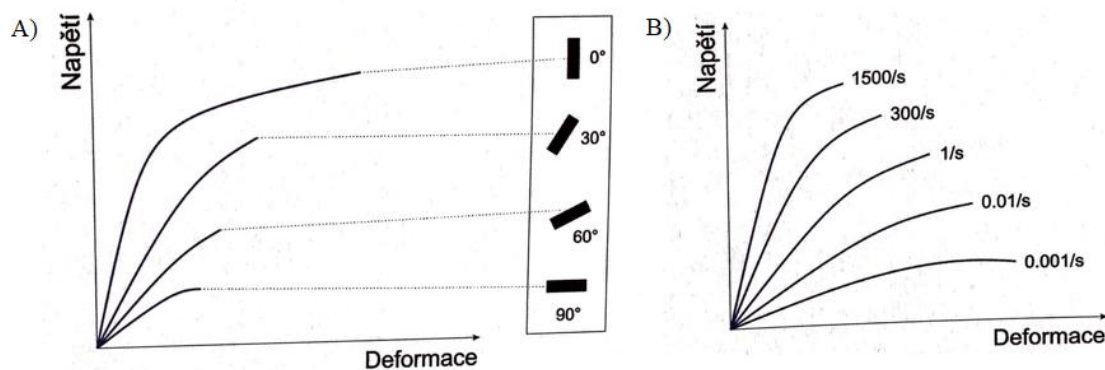 A)
Napětí
0°
30°
60°
90°
Deformace
B)
Napětí
1500/s
300/s
1/s
0.01/s
0.001/s
Deformace